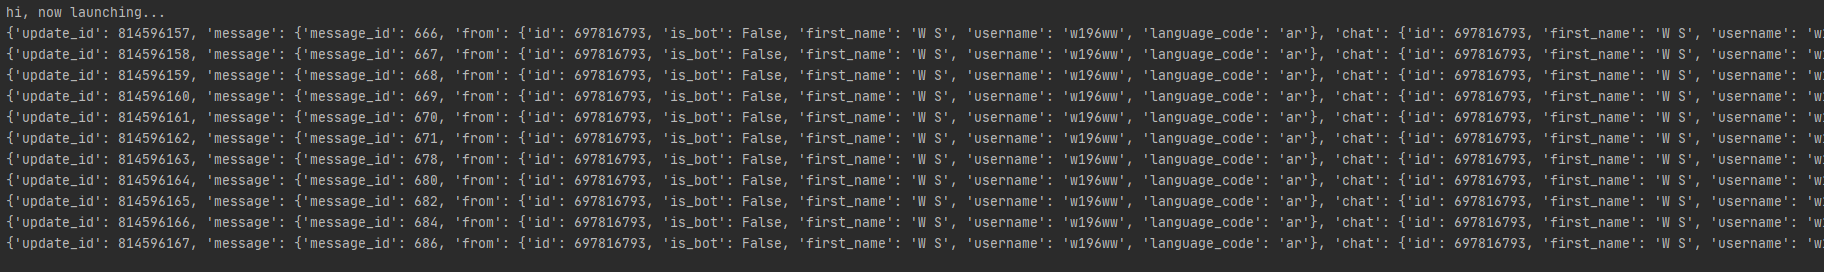 hi, now launching...
{'update_id': 814596157, 'message': {'message_id': 666, 'from': {'id': 697816793, 'is_bot': False, 'first_name': 'W S', 'username': 'w196ww', 'language_code': 'ar'}, 'chat': {'id': 697816793, 'first_name': 'W S', 'username': 'w
{'update_id': 814596158, 'message': {'message_id': 667, 'from': {'id': 697816793, 'is_bot': False, 'first_name': 'W S', 'username': 'w196ww', 'language_code': 'ar'}, 'chat': {'id': 697816793, 'first_name': 'W S', 'username': 'w
{'update_id': 814596159, 'message': {'message_id': 668, 'from': {'id': 697816793, 'is_bot': False, 'first_name': 'W S', 'username': 'w196ww', 'language_code': 'ar'}, 'chat': {'id': 697816793, 'first_name': 'W S', 'username': 'w
{'update_id': 814596160, 'message': {'message_id': 669, 'from': {'id': 697816793, 'is_bot': False, 'first_name': 'W S', 'username': 'w196ww', 'language_code': 'ar'}, 'chat': {'id': 697816793, 'first_name': 'W S', 'username': 'w
{'update_id': 814596161, 'message': {'message_id': 670, 'from': {'id': 697816793, 'is_bot': False, 'first_name': 'W S', 'username': 'w196ww', 'language_code': 'ar'}, 'chat': {'id': 697816793, 'first_name': 'W S', 'username': 'w
{'update_id': 814596162, 'message': {'message_id': 671, 'from': {'id': 697816793, 'is_bot': False, 'first_name': 'W S', 'username': 'w196ww', 'language_code': 'ar'}, 'chat': {'id': 697816793, 'first_name': 'W S', 'username': 'w
{'update_id': 814596163, 'message': {'message_id': 678, 'from': {'id': 697816793, 'is_bot': False, 'first_name': 'W S', 'username': 'w196ww', 'language_code': 'ar'}, 'chat': {'id': 697816793, 'first_name': 'W S', 'username': 'w
{'update_id': 814596164, 'message': {'message_id': 680, 'from': {'id': 697816793, 'is_bot': False, 'first_name': 'W S', 'username': 'w196ww', 'language_code': 'ar'}, 'chat': {'id': 697816793, 'first_name': 'W S', 'username': 'w
{'update_id': 814596165, 'message': {'message_id': 682, 'from': {'id': 697816793, 'is_bot': False, 'first_name': 'W S', 'username': 'w196ww', 'language_code': 'ar'}, 'chat': {'id': 697816793, 'first_name': 'W S', 'username': 'w
{'update_id': 814596166, 'message': {'message_id': 684, 'from': {'id': 697816793, 'is_bot': False, 'first_name': 'W S', 'username': 'w196ww', 'language_code': 'ar'}, 'chat': {'id': 697816793, 'first_name': 'W S', 'username': 'w
{'update_id': 814596167, 'message': {'message_id': 686, 'from': {'id': 697816793, 'is_bot': False, 'first_name': 'W S', 'username': 'w196ww', 'language_code': 'ar'}, 'chat': {'id': 697816793, 'first_name': 'W S', 'username': 'w